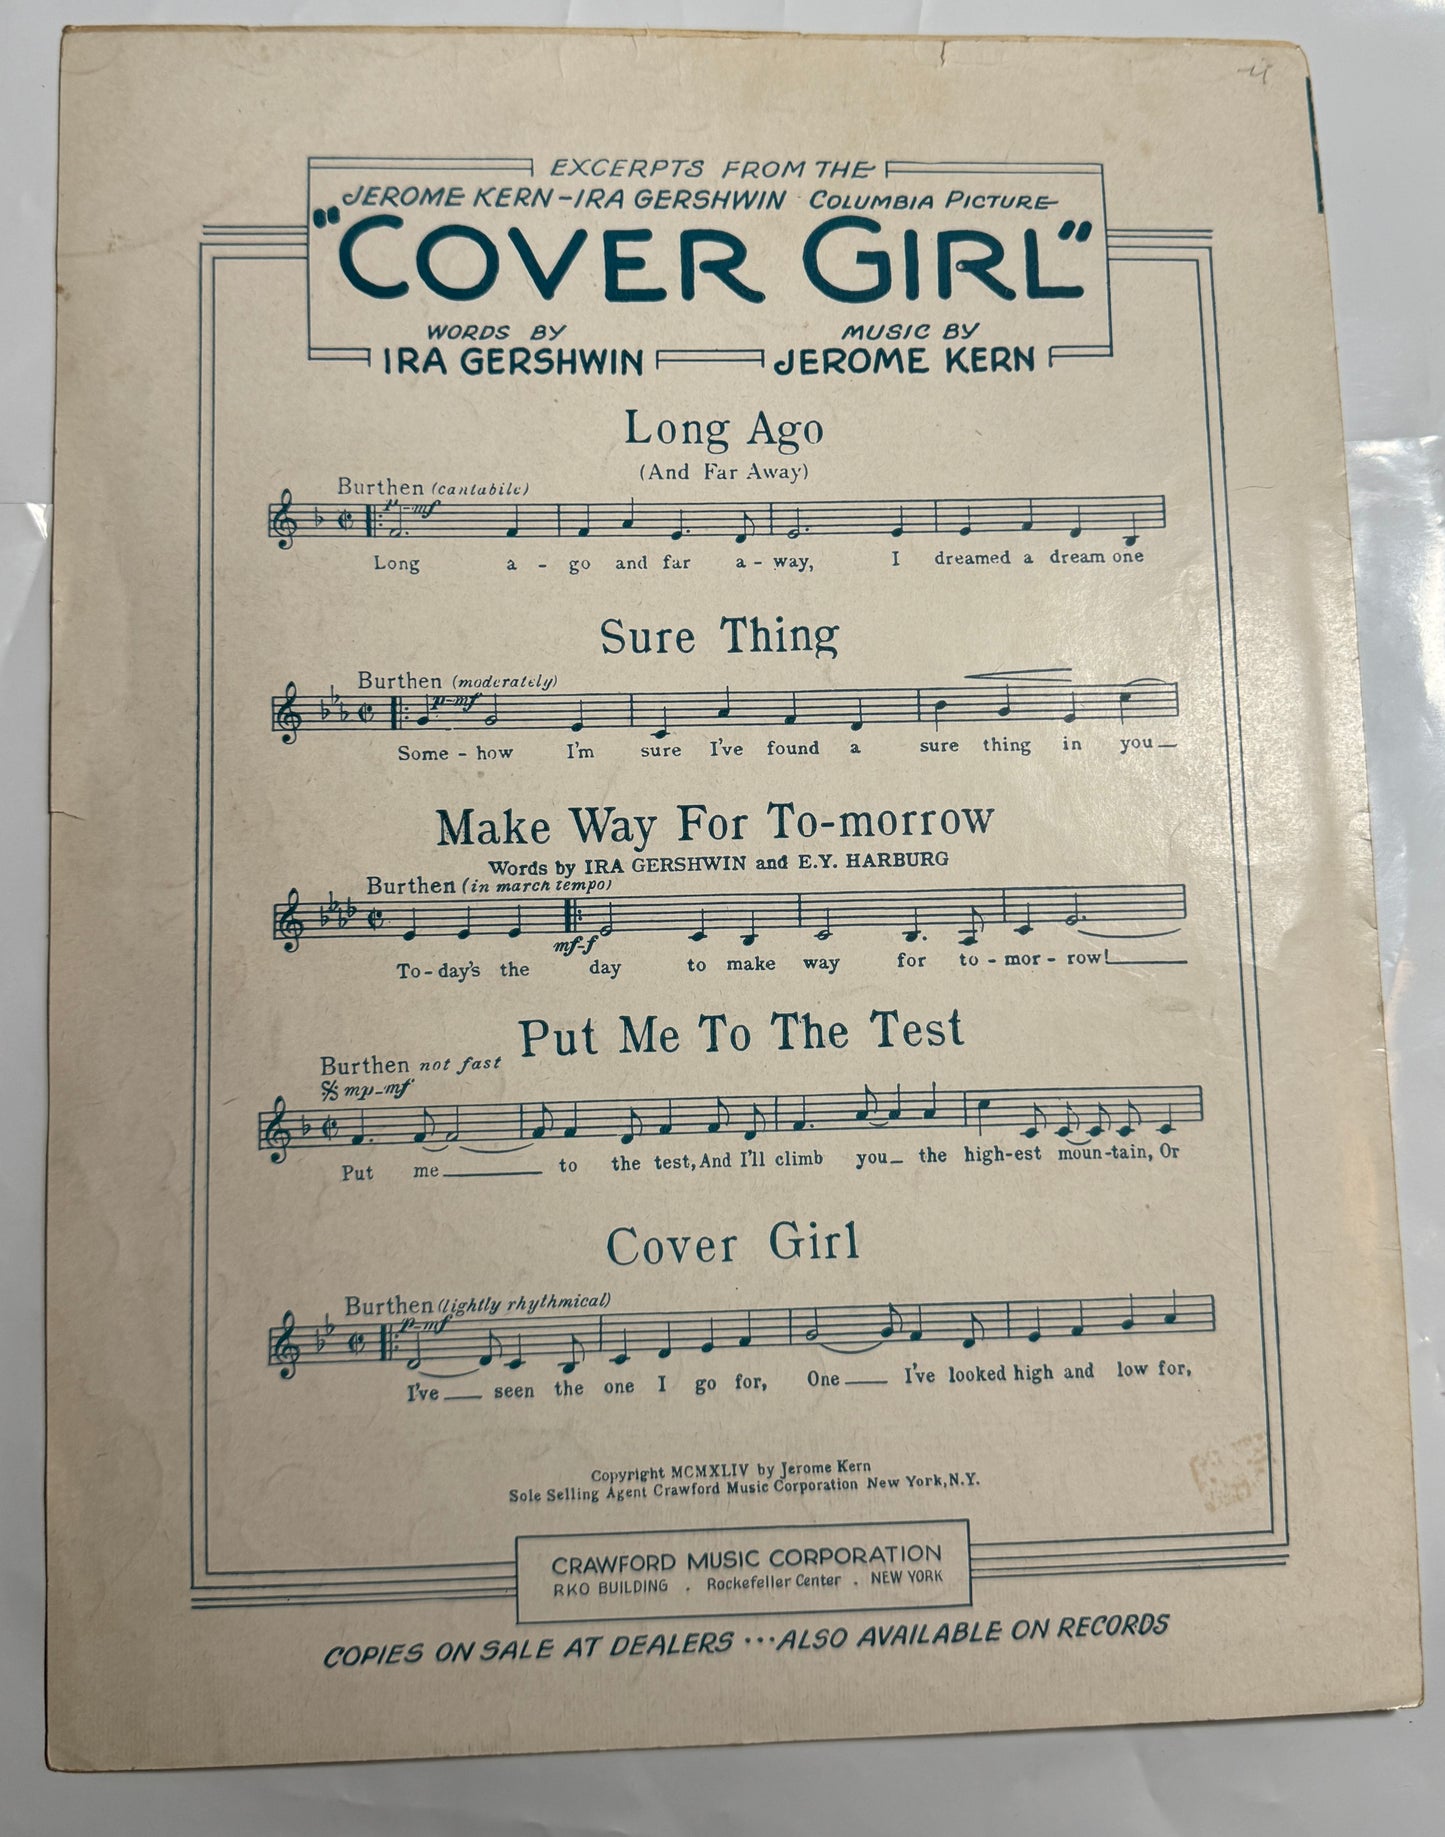 EXCERPTS FROM THE
JEROME KERN-IRA GERSHWIN COLUMBIA PICTURE
"COVER GIRL"
WORDS BY MUSIC BY
IRA GERSHWIN JEROME KERN
Long Ago
(And Far Away)
Burthen (cantabile)
p-mf
Long a - go and far a - way, I dreamed a dream one
Sure Thing
Burthen (moderately)
p-mf
Some - how I'm sure I've found a sure thing in you
Make Way For To-morrow
Words by IRA GERSHWIN and E.Y. HARBURG
Burthen (in march tempo)
mf-f
To-day's the day to make way for to - mor - row!
Put Me To The Test
Burthen not fast
mp-mf
Put me to the test, And I'll climb you the high-est moun-tain, Or
Cover Girl
Burthen (lightly rhythmical)
p-mf
I've seen the one I go for, One I've looked high and low for,
Copyright MCMXLIV by Jerome Kern
Sole Selling Agent Crawford Music Corporation New York, N.Y.
CRAWFORD MUSIC CORPORATION
RKO BUILDING . Rockefeller Center . NEW YORK
COPIES ON SALE AT DEALERS ... ALSO AVAILABLE ON RECORDS